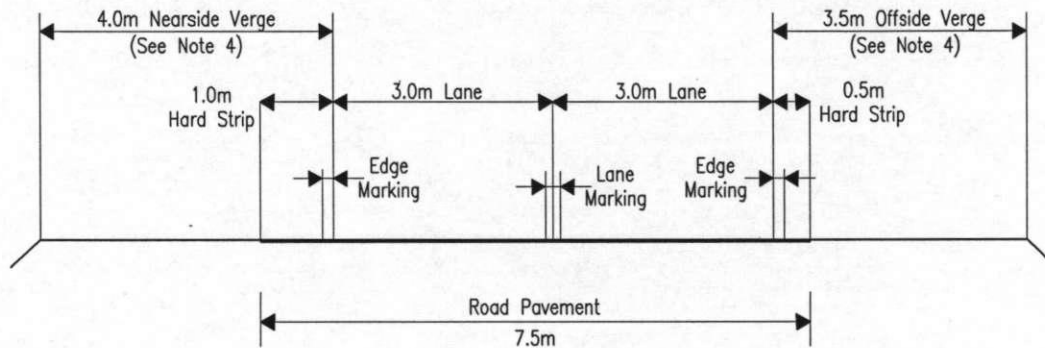 4.0m Nearside Verge
(See Note 4)
3.5m Offside Verge
(See Note 4)
1.0m
Hard Strip
3.0m Lane
3.0m Lane
0.5m
Hard Strip
Edge
Marking
Lane
Marking
Edge
Marking
Road Pavement
7.5m